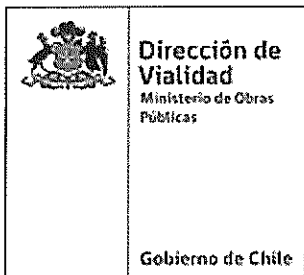 Dirección de
Vialidad
Ministerio de Obras
Públicas
Gobierno de Chile